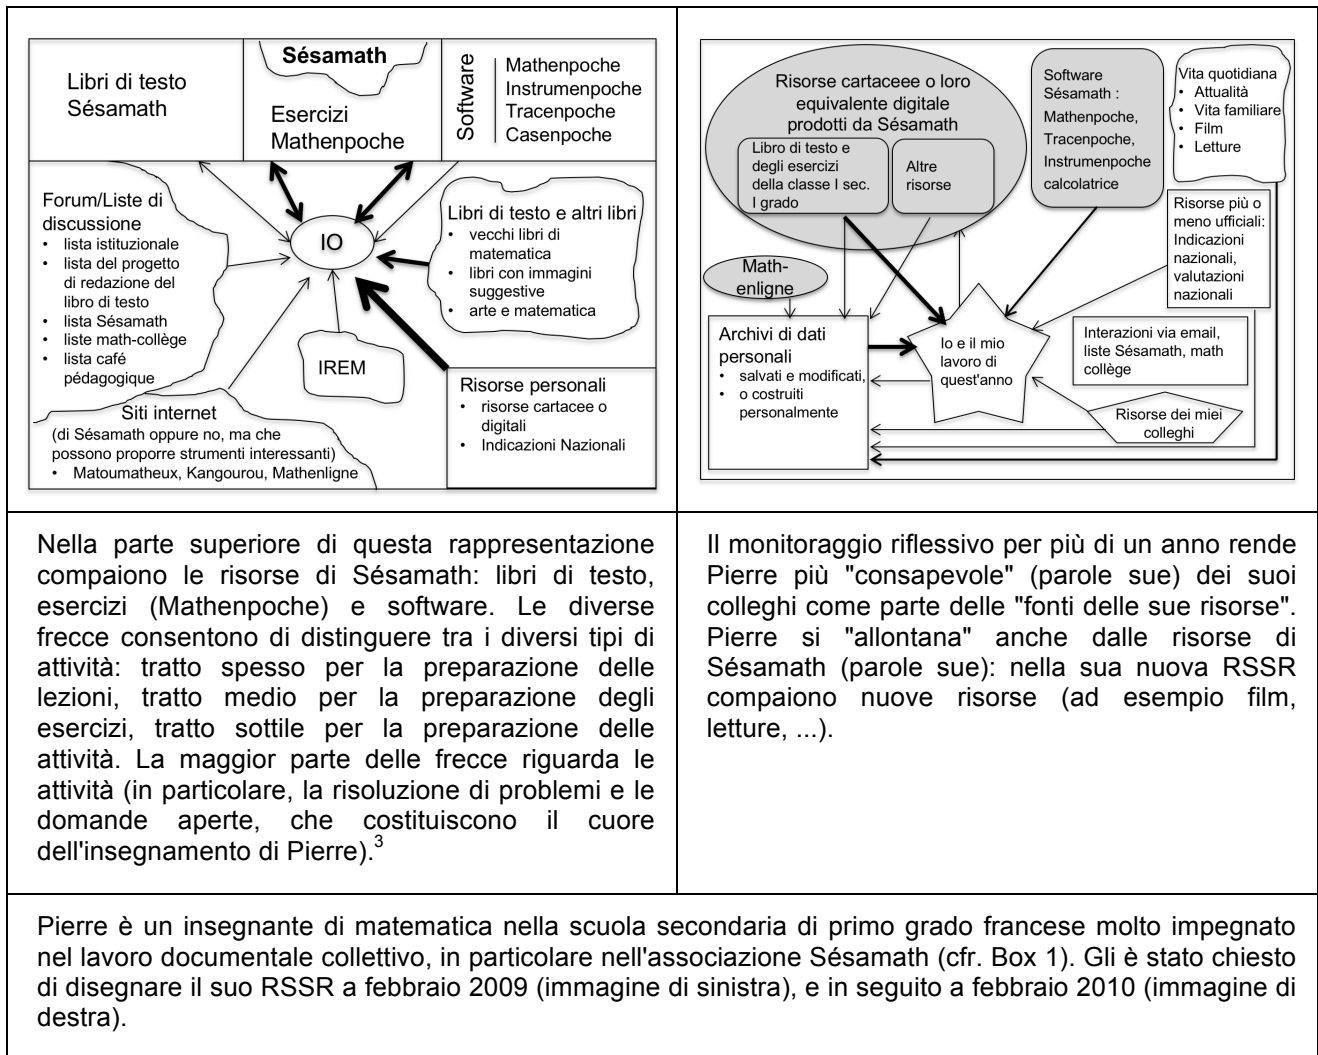 Sésamath
Libri di testo
Sésamath
Esercizi
Mathenpoche
Software
Mathenpoche
Instrumenpoche
Tracenpoche
Casenpoche
Forum/Liste di
discussione
• lista istituzionale
• lista del progetto
di redazione del
libro di testo
• lista Sésamath
• liste math-collège
• lista café
pédagogique
IO
Libri di testo e altri libri
• vecchi libri di
matematica
• libri con immagini
suggestive
• arte e matematica
IREM
Siti internet
(di Sésamath oppure no, ma che
possono proporre strumenti interessanti)
• Matoumatheux, Kangourou, Mathenligne
Risorse personali
• risorse cartacee o
digitali
• Indicazioni Nazionali
Risorse cartaceee o loro
equivalente digitale
prodotti da Sésamath
Libro di testo e
degli esercizi
della classe I sec.
I grado
Altre
risorse
Software
Sésamath :
Mathenpoche,
Tracenpoche,
Instrumenpoche
calcolatrice
Vita quotidiana
• Attualità
• Vita familiare
• Film
• Letture
Risorse più o
meno ufficiali:
Indicazioni
nazionali,
valutazioni
nazionali
Math-
enligne
Archivi di dati
personali
• salvati e modificati,
• o costruiti
personalmente
Io e il mio
lavoro di
quest'anno
Interazioni via email,
liste Sésamath, math
collège
Risorse dei miei
colleghi
Nella parte superiore di questa rappresentazione
compaiono le risorse di Sésamath: libri di testo,
esercizi (Mathenpoche) e software. Le diverse
frecce consentono di distinguere tra i diversi tipi di
attività: tratto spesso per la preparazione delle
lezioni, tratto medio per la preparazione degli
esercizi, tratto sottile per la preparazione delle
attività. La maggior parte delle frecce riguarda le
attività (in particolare, la risoluzione di problemi e le
domande aperte, che costituiscono il cuore
dell'insegnamento di Pierre).3
Il monitoraggio riflessivo per più di un anno rende
Pierre più "consapevole" (parole sue) dei suoi
colleghi come parte delle "fonti delle sue risorse".
Pierre si "allontana" anche dalle risorse di
Sésamath (parole sue): nella sua nuova RSSR
compaiono nuove risorse (ad esempio film,
letture, ...).
Pierre è un insegnante di matematica nella scuola secondaria di primo grado francese molto impegnato
nel lavoro documentale collettivo, in particolare nell'associazione Sésamath (cfr. Box 1). Gli è stato chiesto
di disegnare il suo RSSR a febbraio 2009 (immagine di sinistra), e in seguito a febbraio 2010 (immagine di
destra).